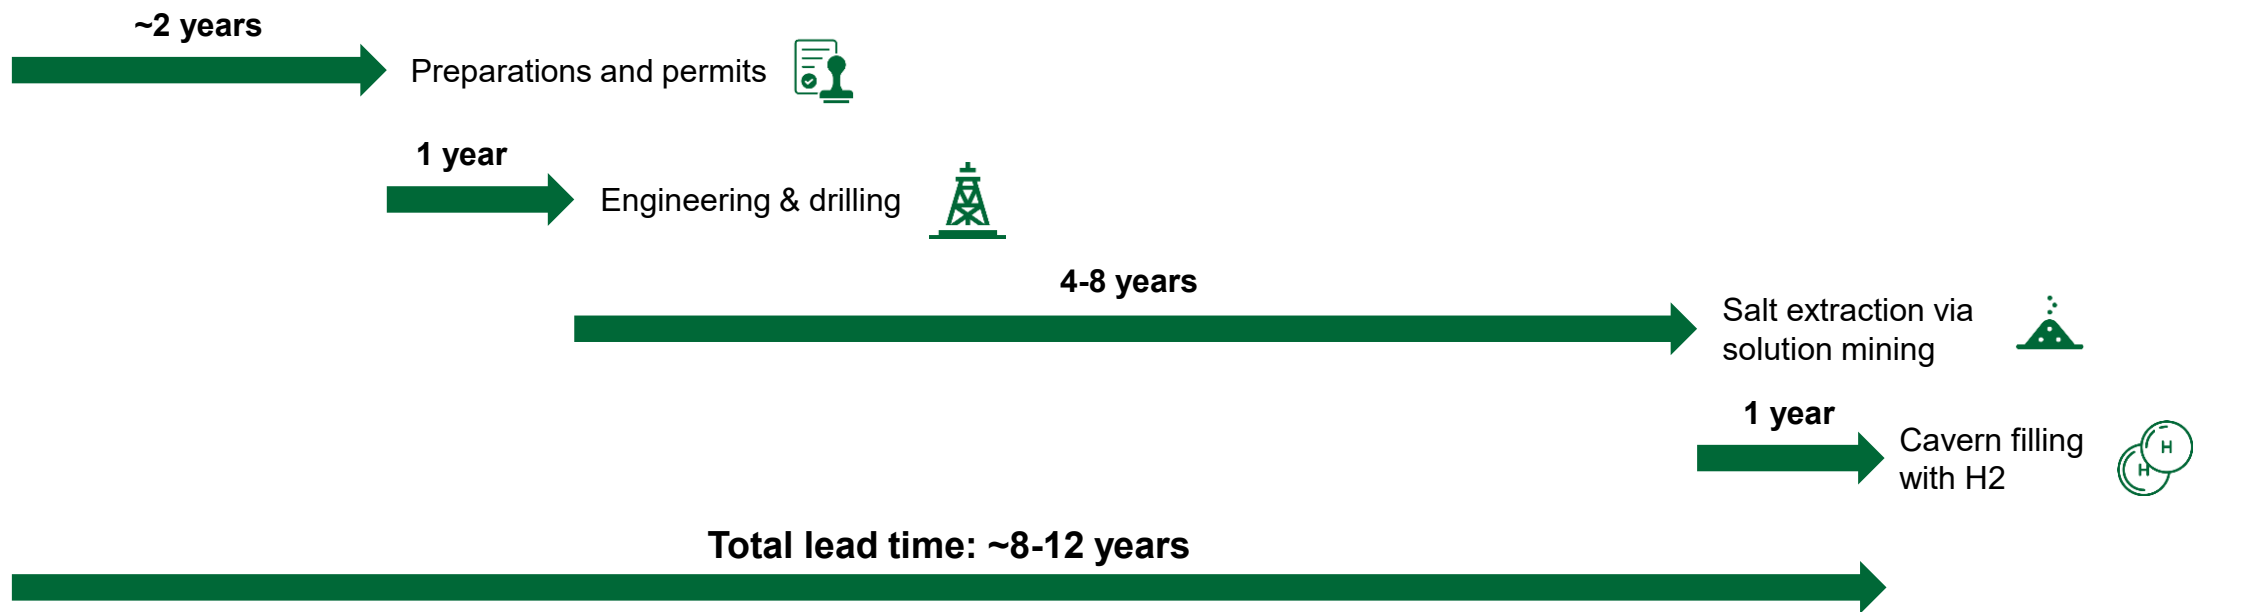 ~2 years
Preparations and permits
1 year
Engineering & drilling
4-8 years
Salt extraction via
solution mining
1 year
Cavern filling
with H2
H
H
Total lead time: ~8-12 years